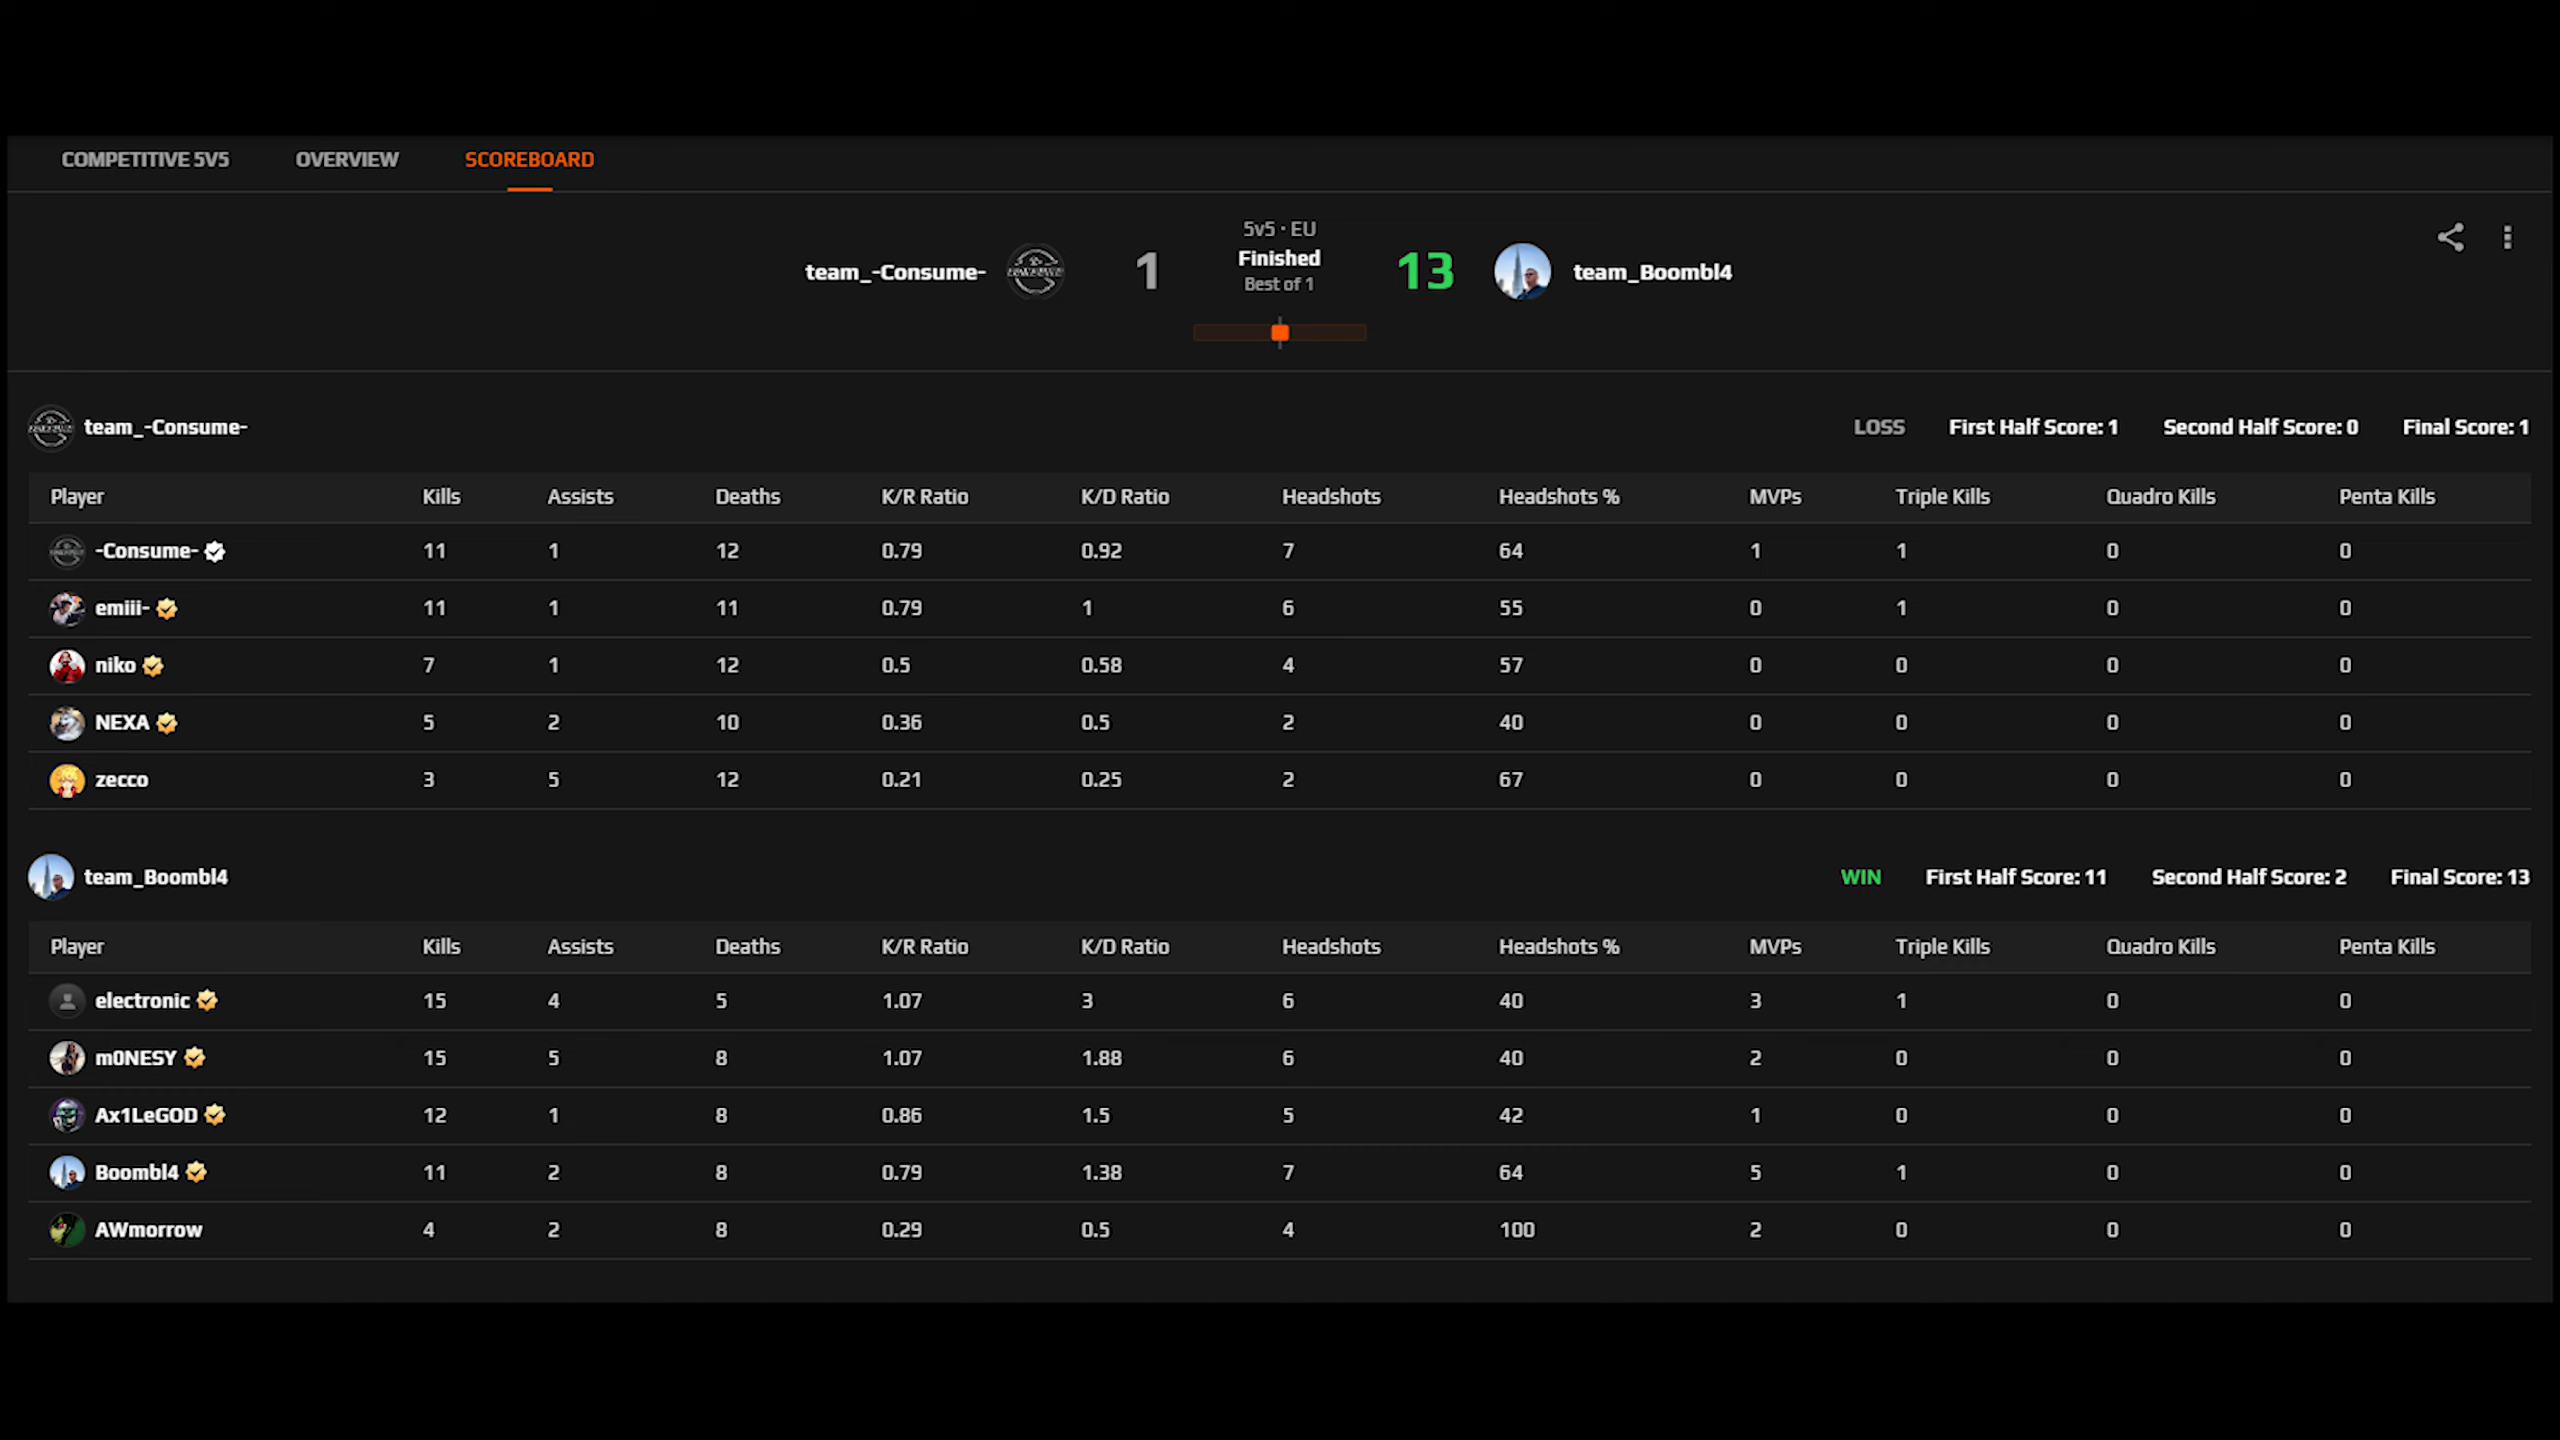 COMPETITIVE 5V5 OVERVIEW SCOREBOARD
5v5 · EU
team_-Consume- 1 Finished 13 team_Boombl4
Best of 1
team_-Consume- LOSS First Half Score: 1 Second Half Score: 0 Final Score: 1
Player Kills Assists Deaths K/R Ratio K/D Ratio Headshots Headshots % MVPs Triple Kills Quadro Kills Penta Kills
-Consume- 11 1 12 0.79 0.92 7 64 1 1 0 0
emiii- 11 1 11 0.79 1 6 55 0 1 0 0
niko 7 1 12 0.5 0.58 4 57 0 0 0 0
NEXA 5 2 10 0.36 0.5 2 40 0 0 0 0
zecco 3 5 12 0.21 0.25 2 67 0 0 0 0
team_Boombl4 WIN First Half Score: 11 Second Half Score: 2 Final Score: 13
Player Kills Assists Deaths K/R Ratio K/D Ratio Headshots Headshots % MVPs Triple Kills Quadro Kills Penta Kills
electronic 15 4 5 1.07 3 6 40 3 1 0 0
m0NESY 15 5 8 1.07 1.88 6 40 2 0 0 0
Ax1LeGOD 12 1 8 0.86 1.5 5 42 1 0 0 0
Boombl4 11 2 8 0.79 1.38 7 64 5 1 0 0
AWmorrow 4 2 8 0.29 0.5 4 100 2 0 0 0